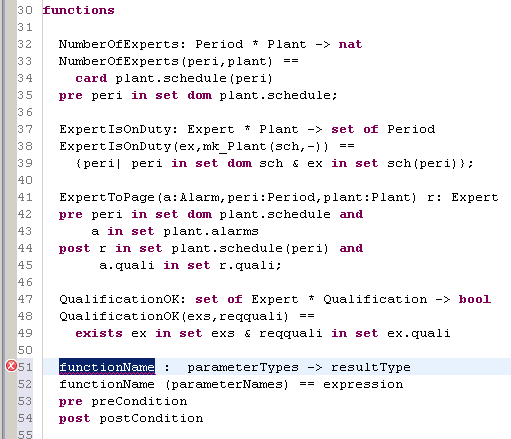 30 functions
31
32 NumberOfExperts: Period * Plant -> nat
33 NumberOfExperts(peri,plant) ==
34 card plant.schedule(peri)
35 pre peri in set dom plant.schedule;
36
37 ExpertIsOnDuty: Expert * Plant -> set of Period
38 ExpertIsOnDuty(ex,mk_Plant(sch,-)) ==
39 {peri| peri in set dom sch & ex in set sch(peri)};
40
41 ExpertToPage(a:Alarm,peri:Period,plant:Plant) r: Expert
42 pre peri in set dom plant.schedule and
43 a in set plant.alarms
44 post r in set plant.schedule(peri) and
45 a.quali in set r.quali;
46
47 QualificationOK: set of Expert * Qualification -> bool
48 QualificationOK(exs,reqquali) ==
49 exists ex in set exs & reqquali in set ex.quali
50
51 functionName : parameterTypes -> resultType
52 functionName (parameterNames) == expression
53 pre preCondition
54 post postCondition
55